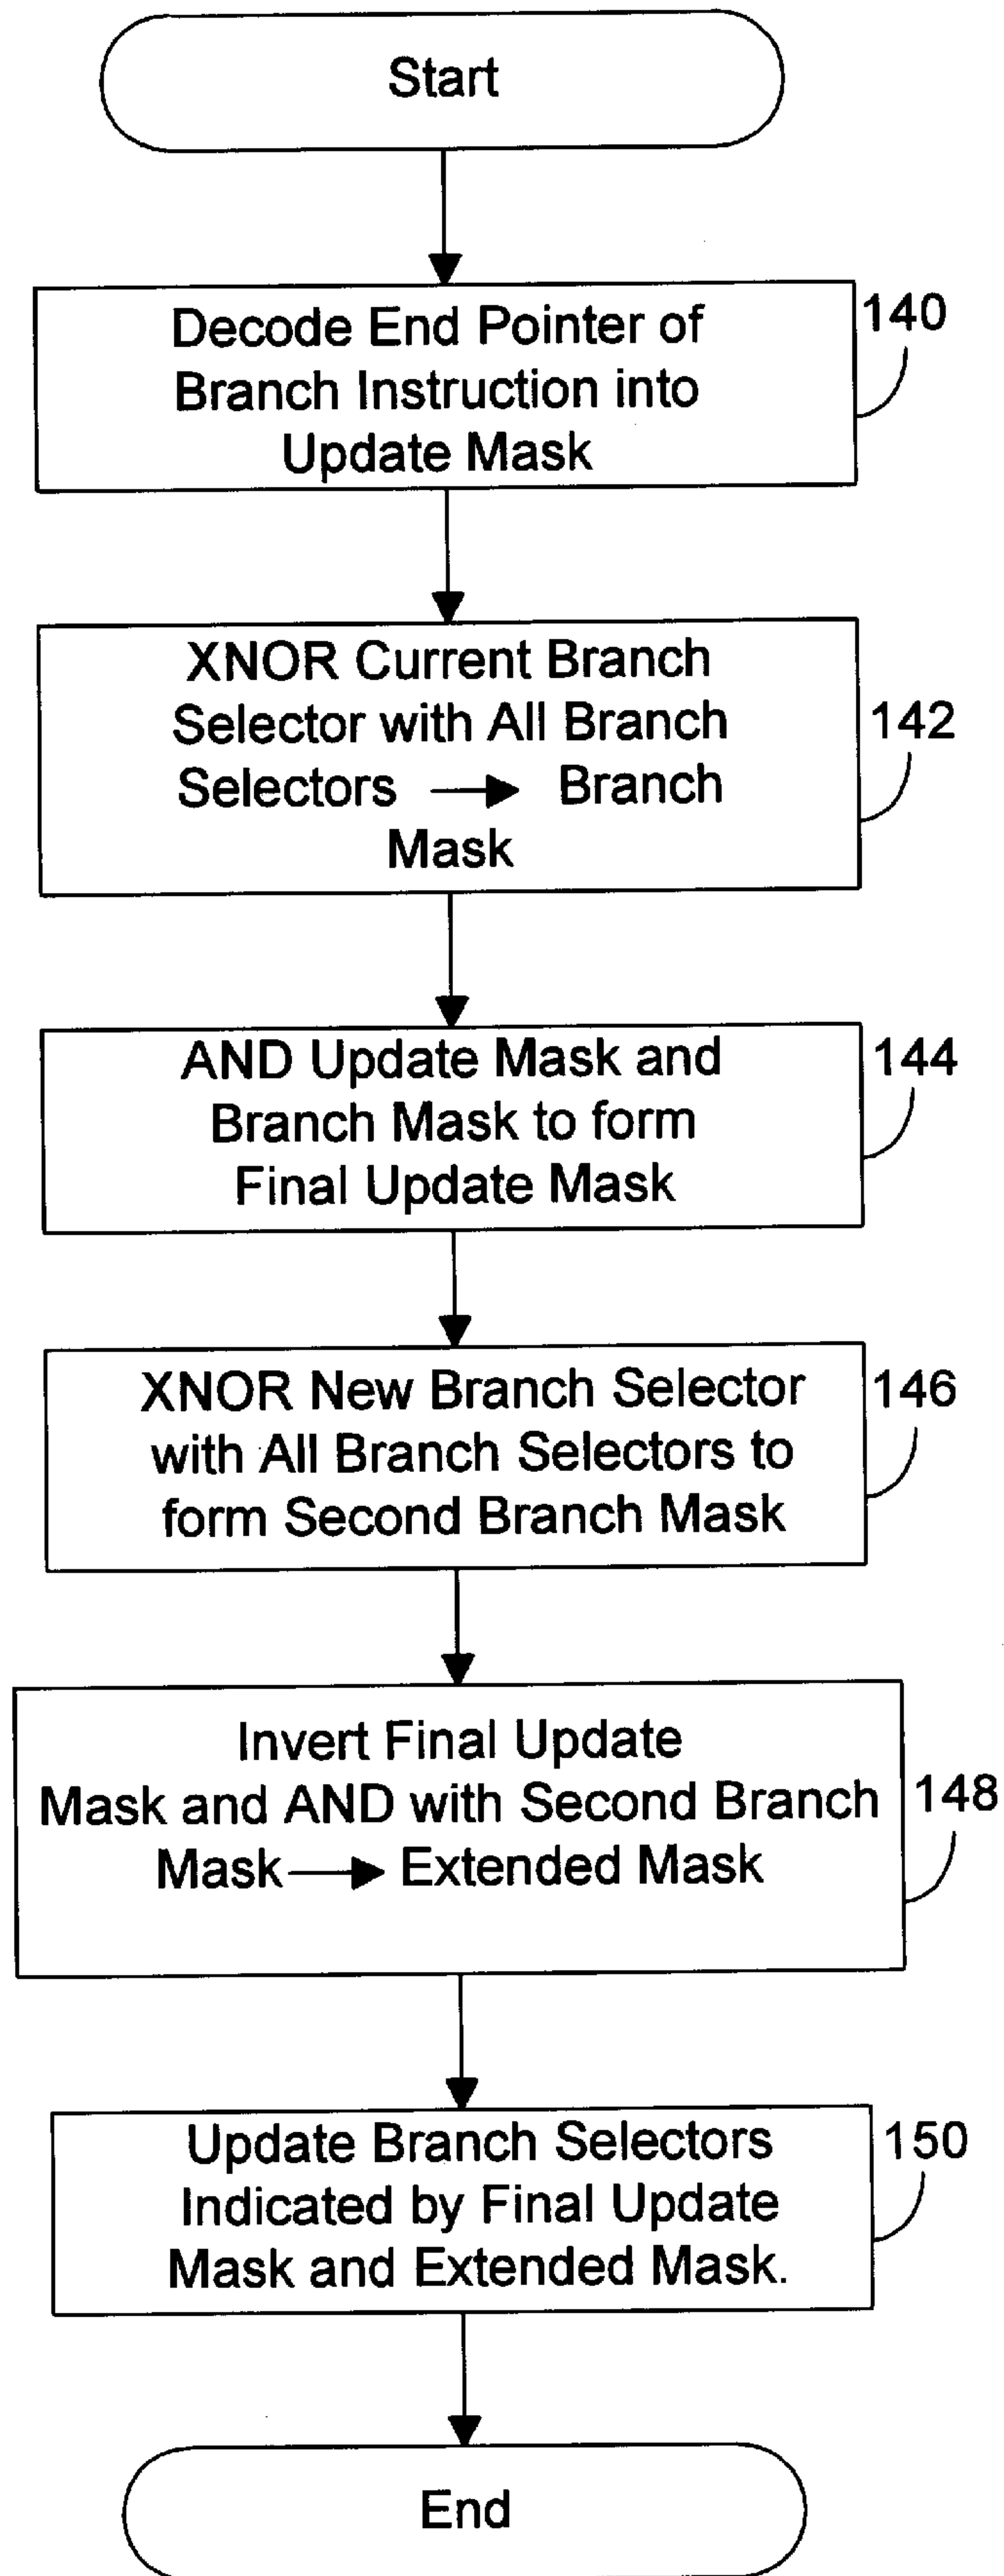 Start
Decode End Pointer of
Branch Instruction into
Update Mask
140
XNOR Current Branch
Selector with All Branch
Selectors → Branch
Mask
142
AND Update Mask and
Branch Mask to form
Final Update Mask
144
XNOR New Branch Selector
with All Branch Selectors to
form Second Branch Mask
146
Invert Final Update
Mask and AND with Second Branch
Mask → Extended Mask
148
Update Branch Selectors
Indicated by Final Update
Mask and Extended Mask.
150
End